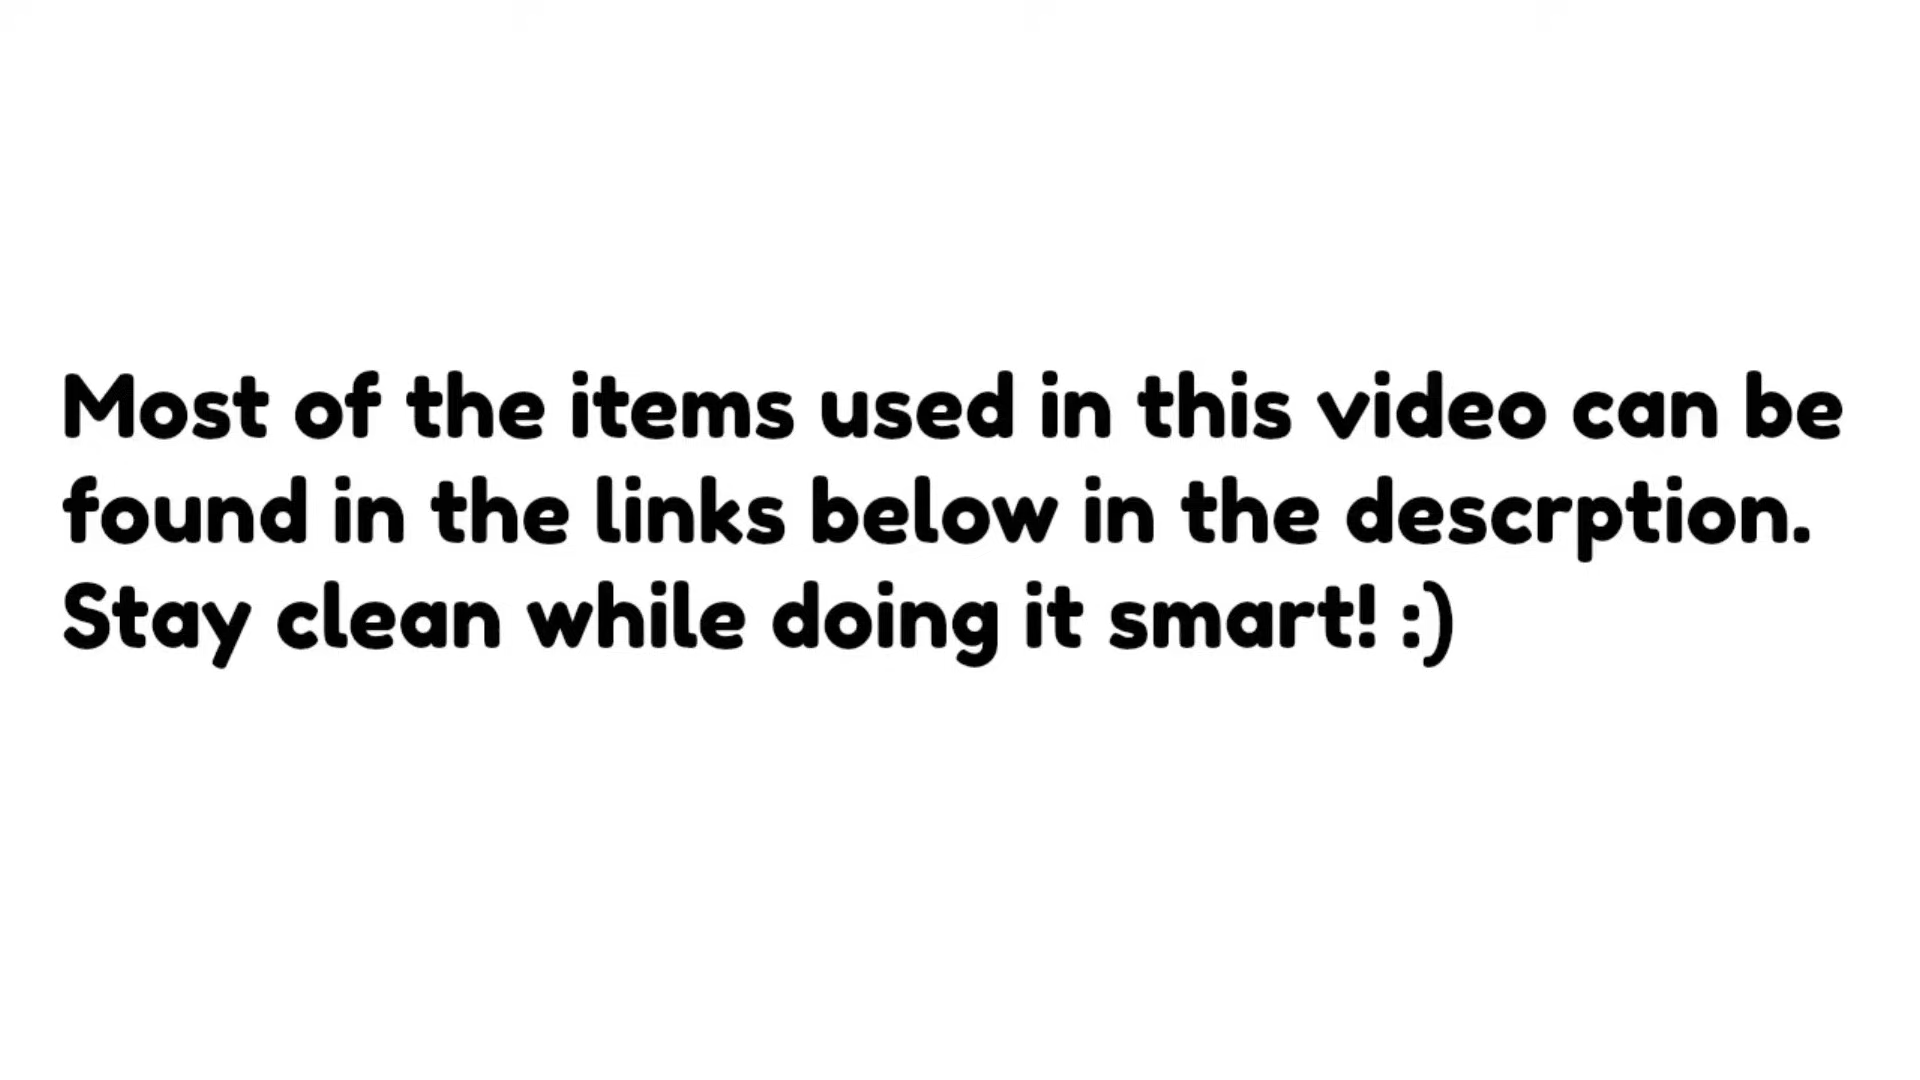 Most of the items used in this video can be
found in the links below in the descrption.
Stay clean while doing it smart! :)